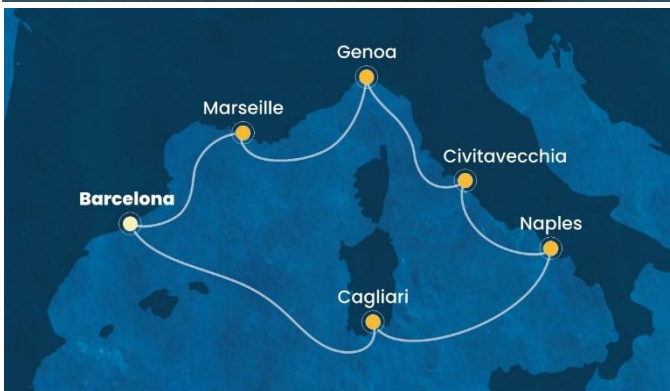 Genoa
Marseille
Civitavecchia
Barcelona
Naples
Cagliari